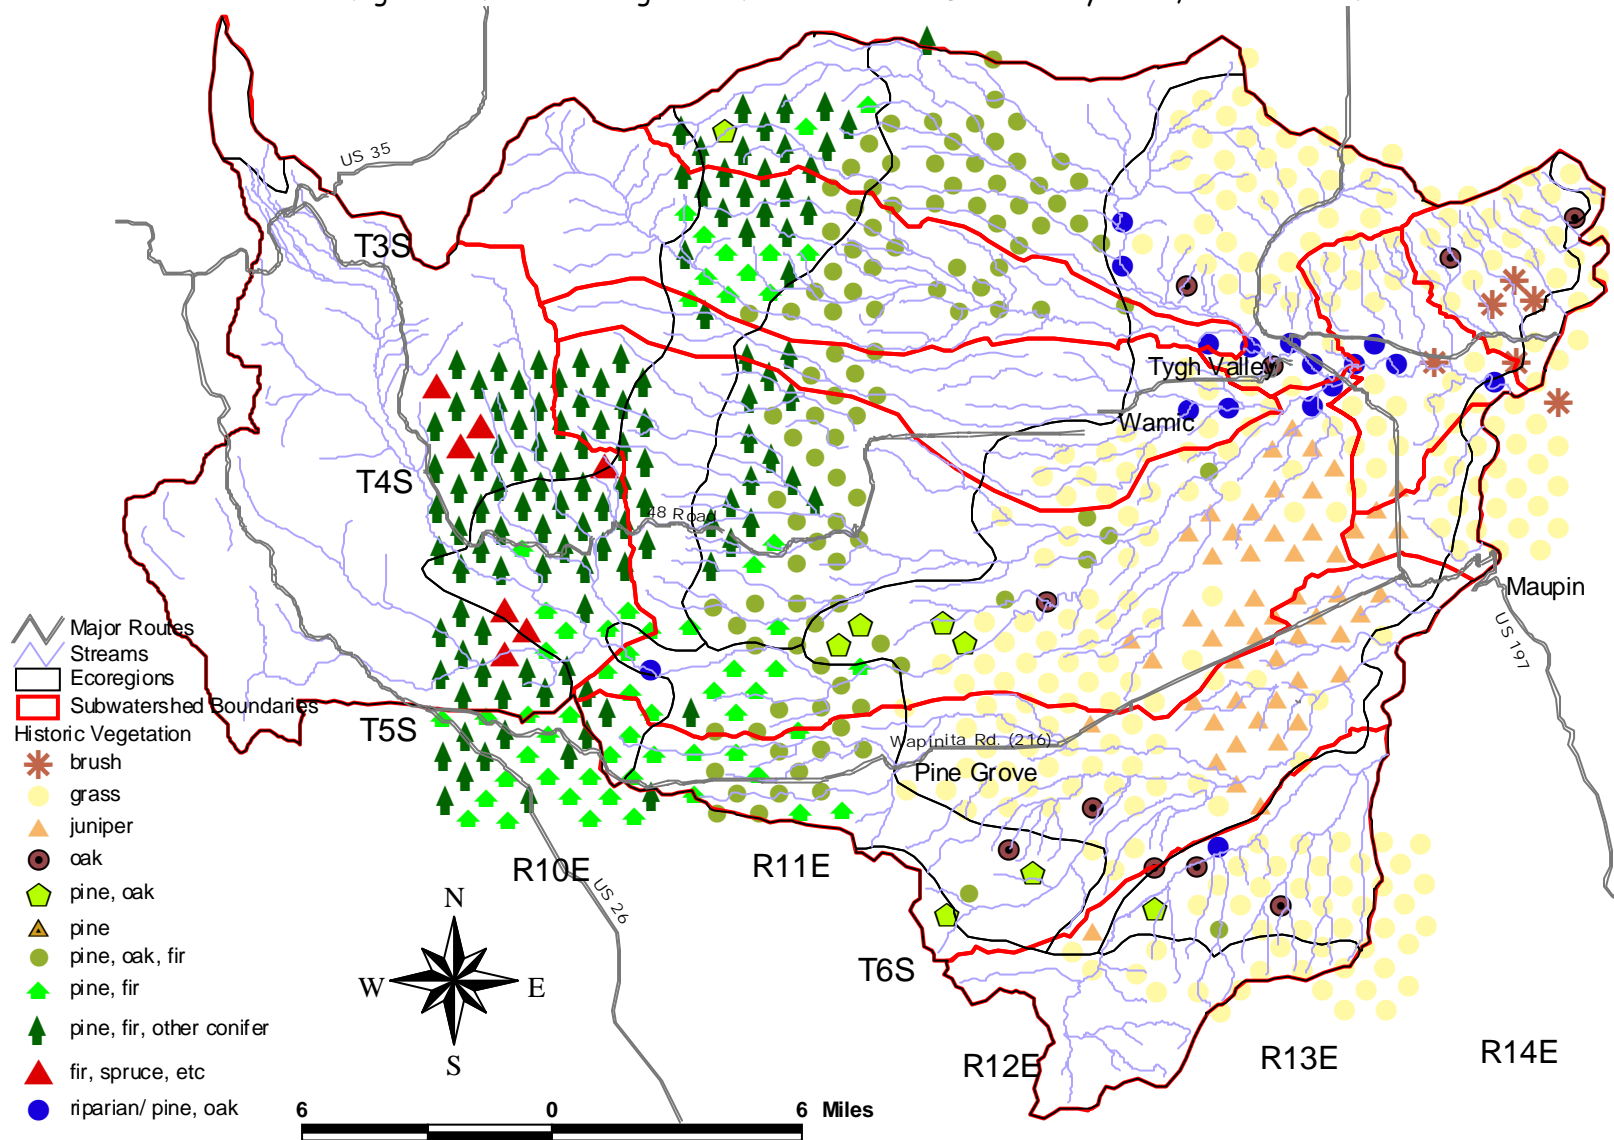 US 35
T3S
Tygh Valley
Wamic
T4S
48 Road
Maupin
US 197
Major Routes
Streams
Ecoregions
Subwatershed Boundaries
Historic Vegetation
brush
grass
juniper
oak
pine, oak
pine
pine, oak, fir
pine, fir
pine, fir, other conifer
fir, spruce, etc
riparian/ pine, oak
T5S
Wapinita Rd. (216)
Pine Grove
R10E
R11E
US 26
N
W
E
S
T6S
R12E
R13E
R14E
6
0
6 Miles